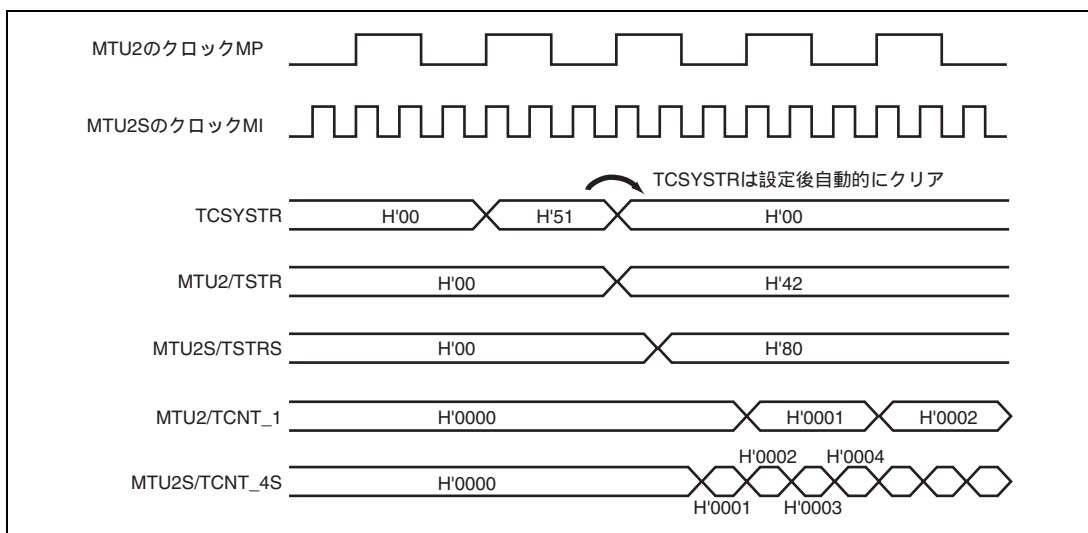 MTU2のクロックMP
MTU2SのクロックMI
TCSYSTRは設定後自動的にクリア
TCSYSTR H'00 H'51 H'00
MTU2/TSTR H'00 H'42
MTU2S/TSTRS H'00 H'80
MTU2/TCNT_1 H'0000 H'0001 H'0002
H'0002 H'0004
MTU2S/TCNT_4S H'0000
H'0001 H'0003